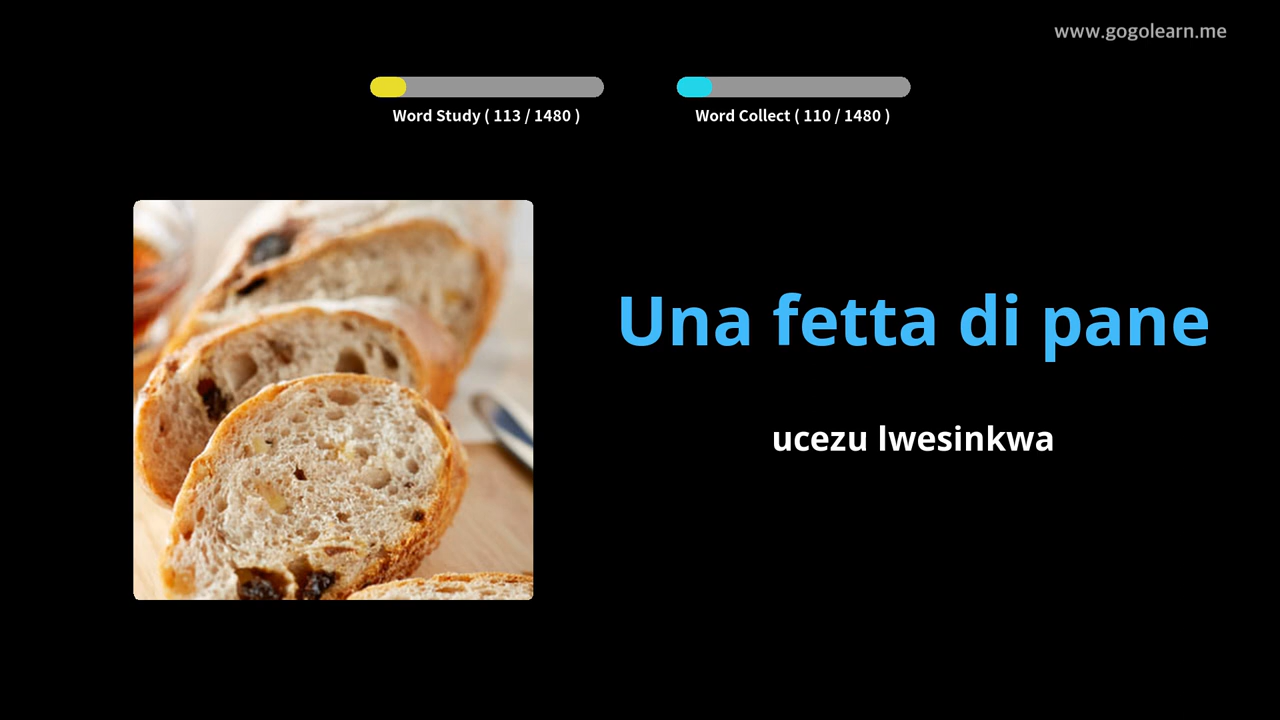 www.gogolearn.me
Word Study ( 113 / 1480 )
Word Collect ( 110 / 1480 )
Una fetta di pane
ucezu lwesinkwa